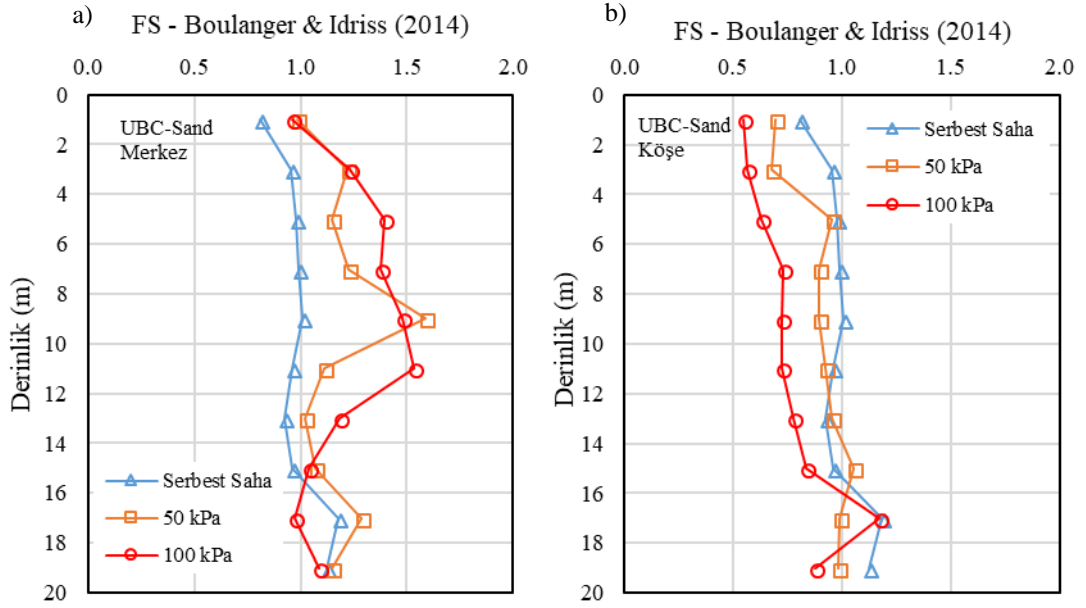 a)
FS - Boulanger & Idriss (2014)
0.0 1.0 1.5 2.0
0
2
4
6
8
10
12
14
16
18
20
Derinlik (m)
UBC-Sand
Merkez
Serbest Saha
50 kPa
100 kPa
b)
FS - Boulanger & Idriss (2014)
0.0 0.5 1.0 1.5 2.0
0
2
4
6
8
10
12
14
16
18
20
Derinlik (m)
UBC-Sand
Köşe
Serbest Saha
50 kPa
100 kPa